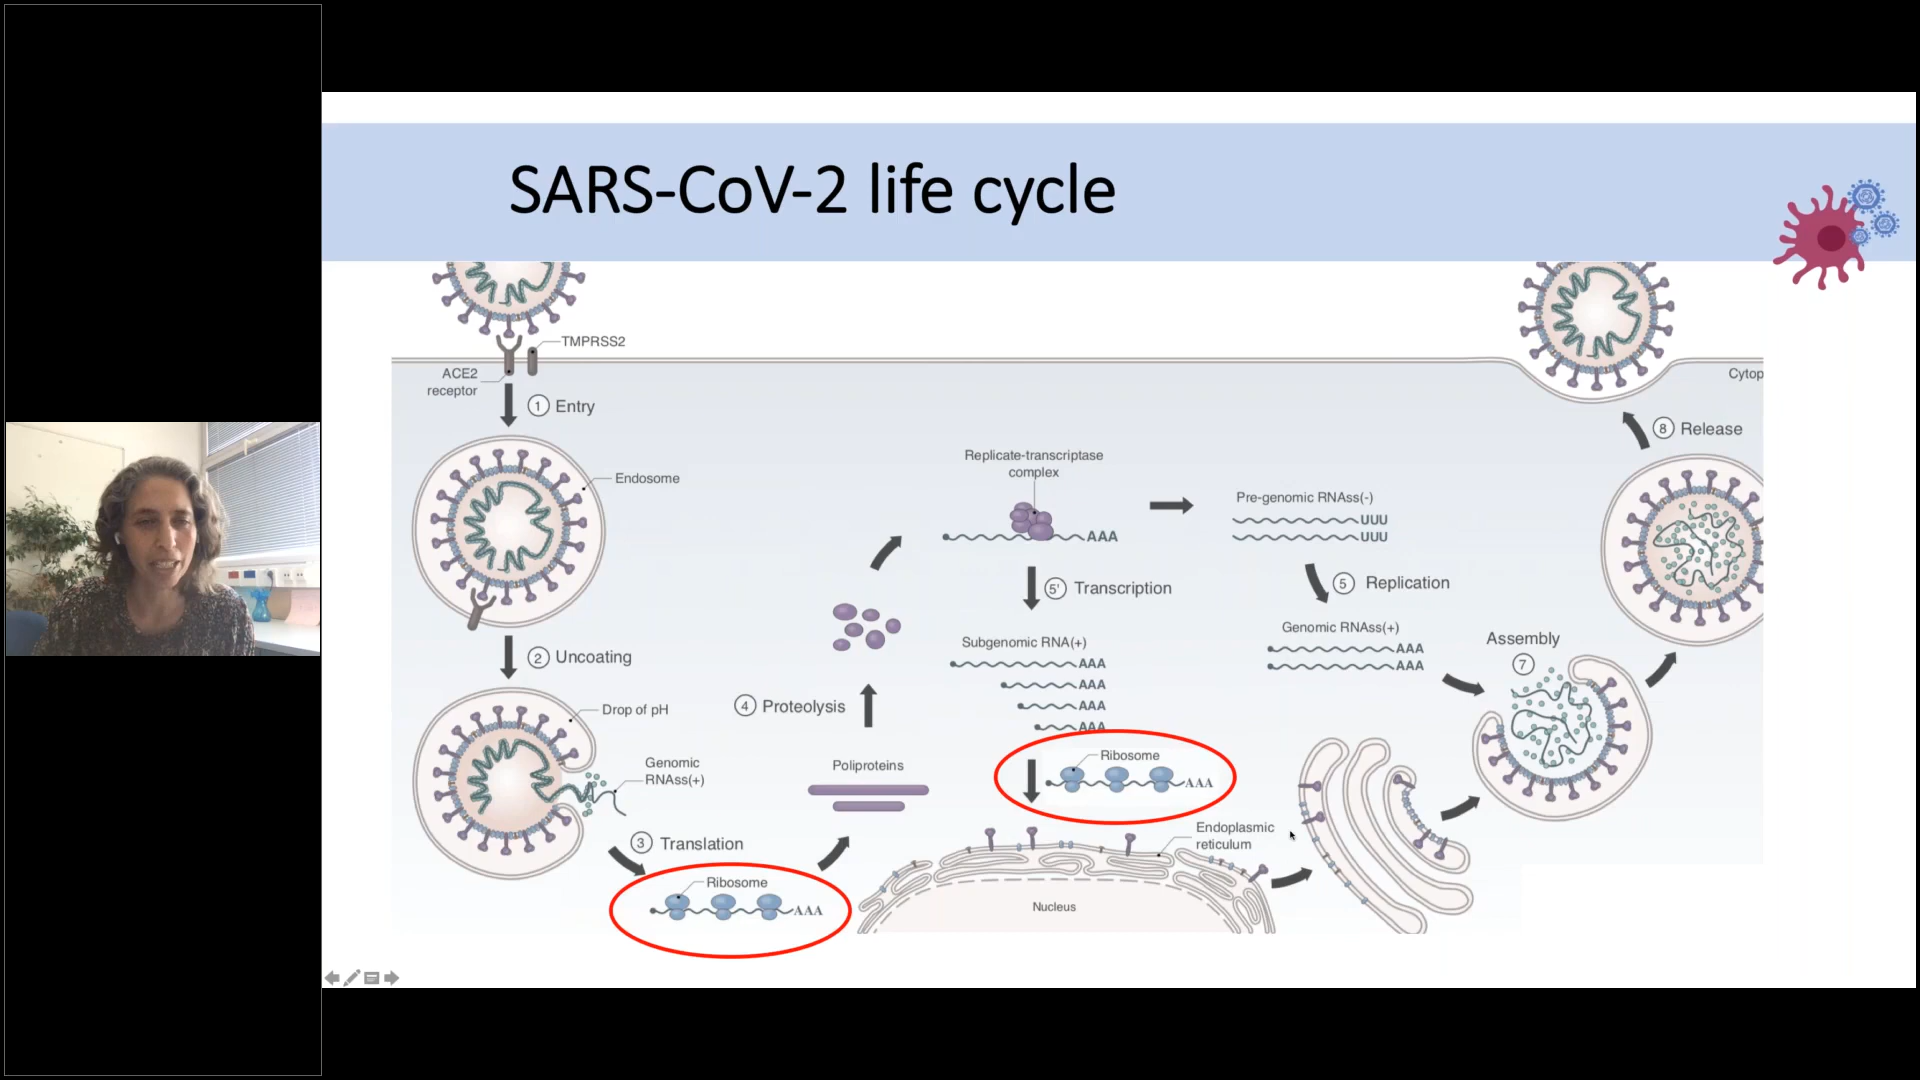 SARS-CoV-2 life cycle
TMPRSS2
ACE2
receptor
Cytop
1 Entry
8 Release
Endosome
Replicate-transcriptase
complex
AAA
Pre-genomic RNAss(-)
UUU
UUU
5' Transcription
5 Replication
Subgenomic RNA(+)
AAA
AAA
AAA
AAA
Genomic RNAss(+)
AAA
AAA
Assembly
7
2 Uncoating
Drop of pH
Genomic
RNAss(+)
4 Proteolysis
Poliproteins
Ribosome
AAA
3 Translation
Ribosome
AAA
Endoplasmic
reticulum
Nucleus